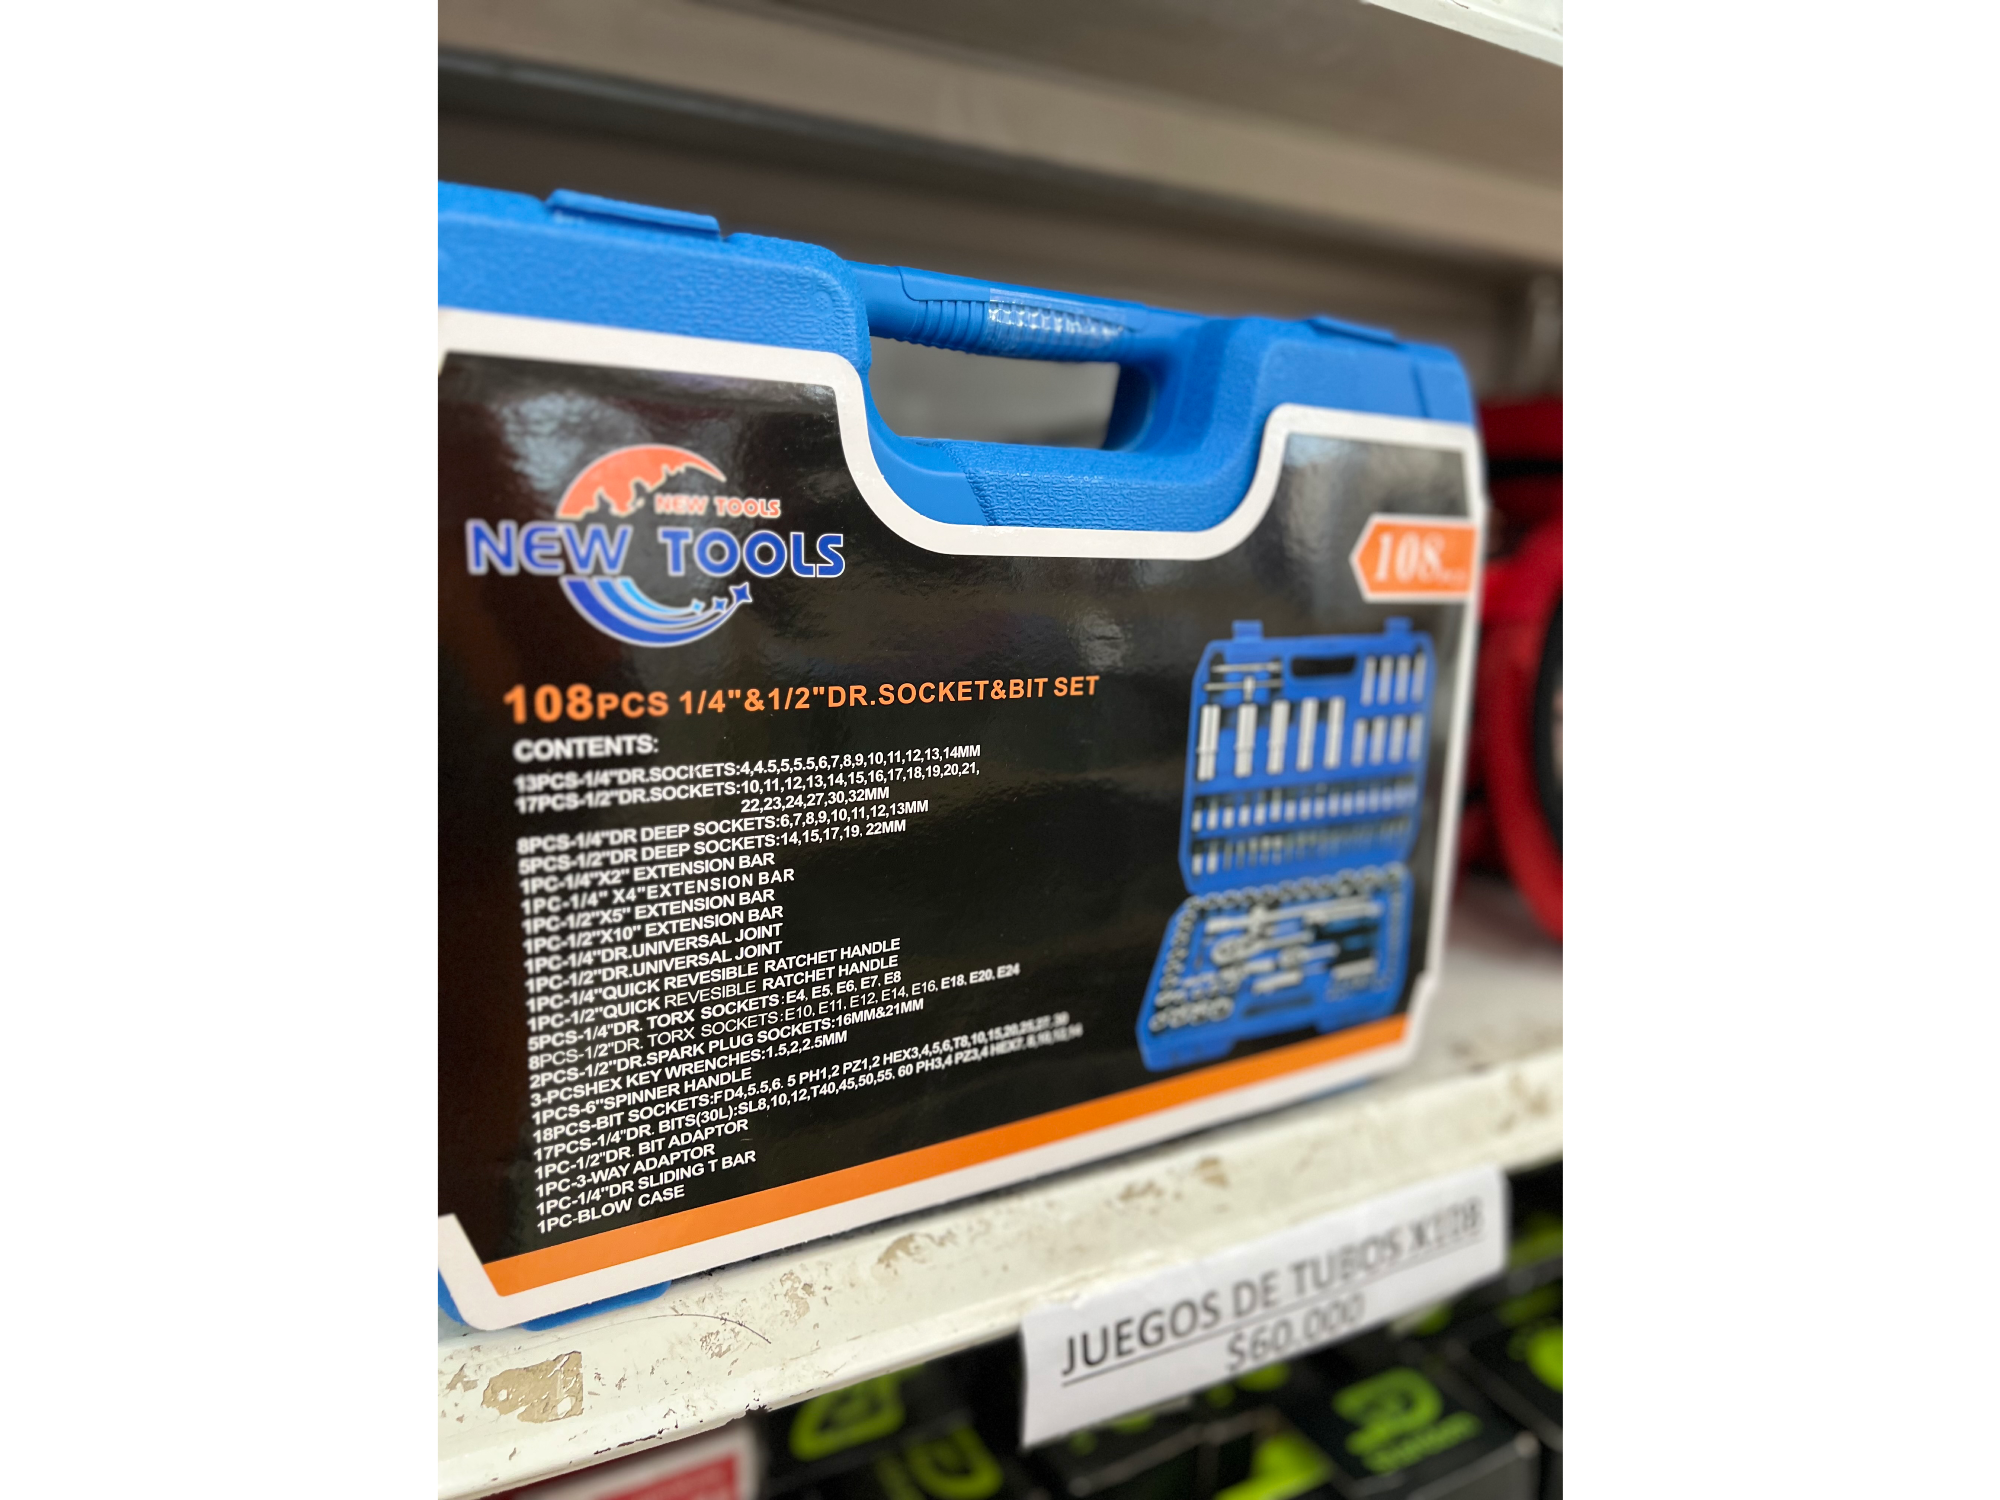 NEW TOOLS
NEW TOOLS
108
108PCS 1/4"&1/2"DR.SOCKET&BIT SET
CONTENTS:
13PCS-1/4"DR.SOCKETS:4,4.5,5,5.5,6,7,8,9,10,11,12,13,14MM
17PCS-1/2"DR.SOCKETS:10,11,12,13,14,15,16,17,18,19,20,21,
22,23,24,27,30,32MM
8PCS-1/4"DR DEEP SOCKETS:6,7,8,9,10,11,12,13MM
5PCS-1/2"DR DEEP SOCKETS:14,15,17,19. 22MM
1PC-1/4"X2" EXTENSION BAR
1PC-1/4" X4"EXTENSION BAR
1PC-1/2"X5" EXTENSION BAR
1PC-1/2"X10" EXTENSION BAR
1PC-1/4"DR.UNIVERSAL JOINT
1PC-1/2"DR.UNIVERSAL JOINT
1PC-1/4"QUICK REVESIBLE RATCHET HANDLE
1PC-1/2"QUICK REVESIBLE RATCHET HANDLE
5PCS-1/4"DR. TORX SOCKETS:E4, E5, E6, E7, E8
8PCS-1/2"DR. TORX SOCKETS:E10, E11, E12, E14, E16, E18, E20, E24
2PCS-1/2"DR.SPARK PLUG SOCKETS:16MM&21MM
3-PCSHEX KEY WRENCHES:1.5,2,2.5MM
1PCS-6"SPINNER HANDLE
18PCS-BIT SOCKETS:FD4,5.5,6. 5 PH1,2 PZ1,2 HEX3,4,5,6,T8,10,15,20,25,27,30
17PCS-1/4"DR. BITS(30L):SL8,10,12,T40,45,50,55. 60 PH3,4 PZ3,4 HEX7, 8,10,12,14
1PC-1/2"DR. BIT ADAPTOR
1PC-3-WAY ADAPTOR
1PC-1/4"DR SLIDING T BAR
1PC-BLOW CASE
JUEGOS DE TUBOS X108
$60.000